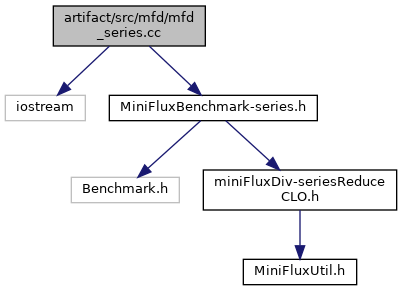 artifact/src/mfd/mfd
_series.cc
iostream
MiniFluxBenchmark-series.h
Benchmark.h
miniFluxDiv-seriesReduce
CLO.h
MiniFluxUtil.h